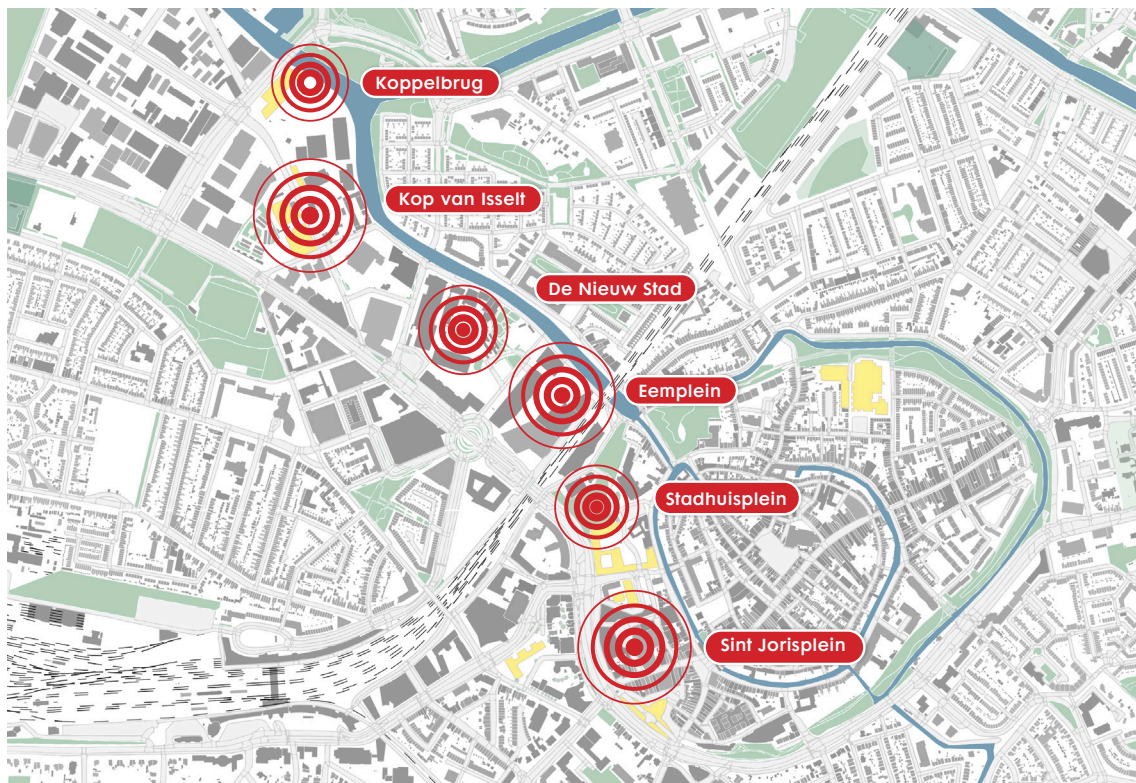 Koppelbrug
Kop van Isselt
De Nieuw Stad
Eemplein
Stadhuisplein
Sint Jorisplein